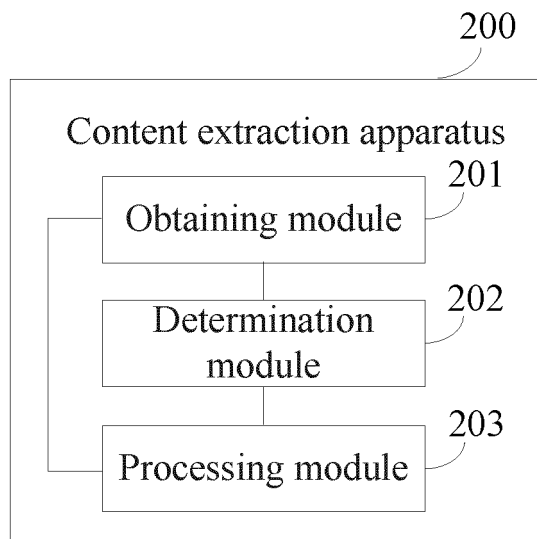 200
Content extraction apparatus
201
Obtaining module
202
Determination
module
203
Processing module